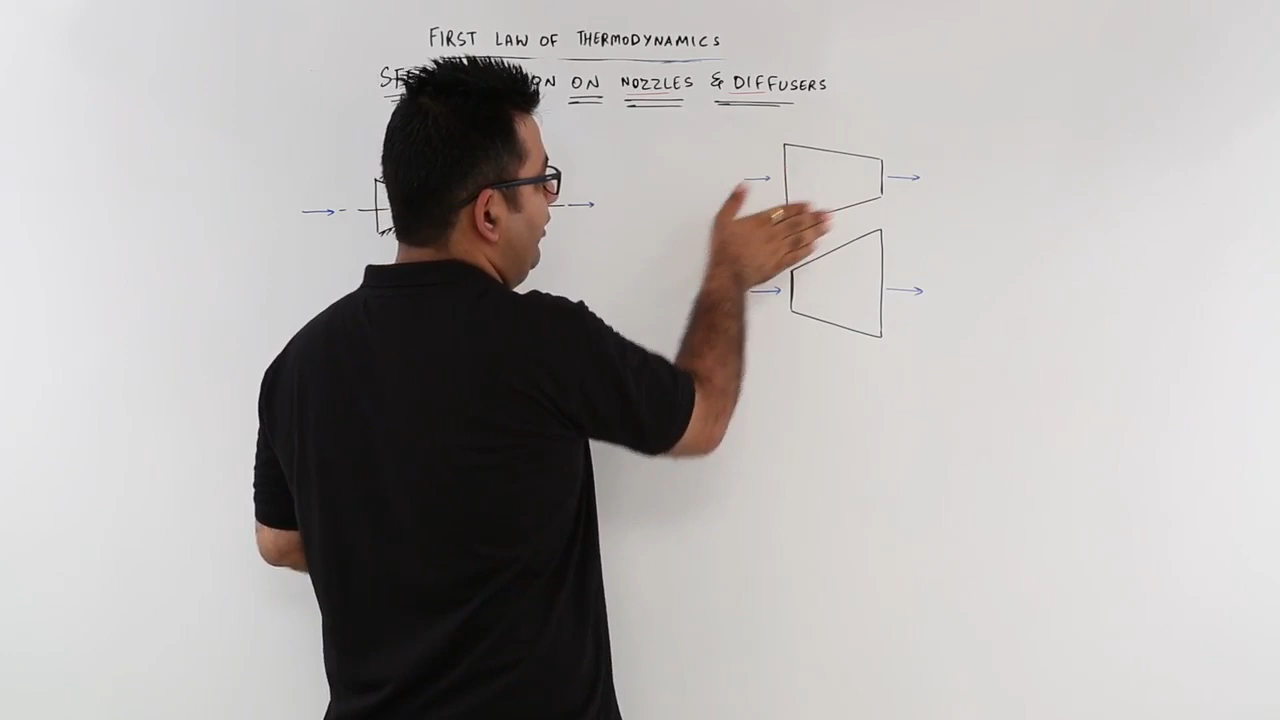 FIRST LAW OF THERMODYNAMICS
ON NOZZLES & DIFFUSERS